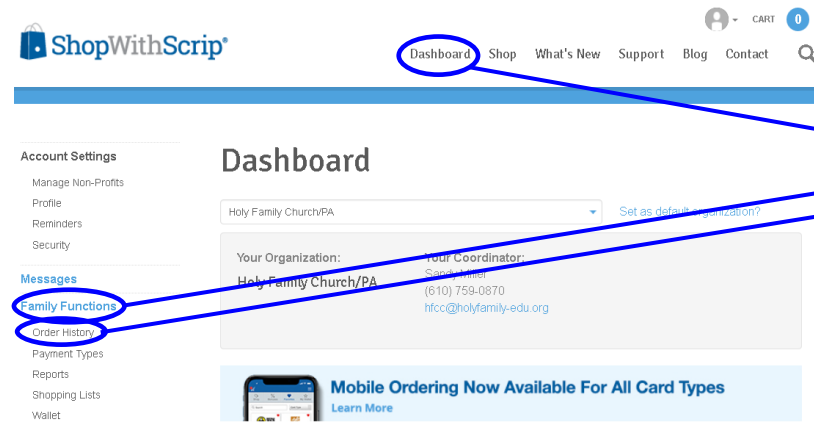 CART 0
ShopWithScrip®
Dashboard Shop What's New Support Blog Contact
Account Settings
Manage Non-Profits
Profile
Reminders
Security
Messages
Family Functions
Order History
Payment Types
Reports
Shopping Lists
Wallet
Dashboard
Holy Family Church/PA
Set as default organization?
Your Organization:
Holy Family Church/PA
Your Coordinator:
Sandy Miller
(610) 759-0870
hfcc@holyfamily-edu.org
Mobile Ordering Now Available For All Card Types
Learn More